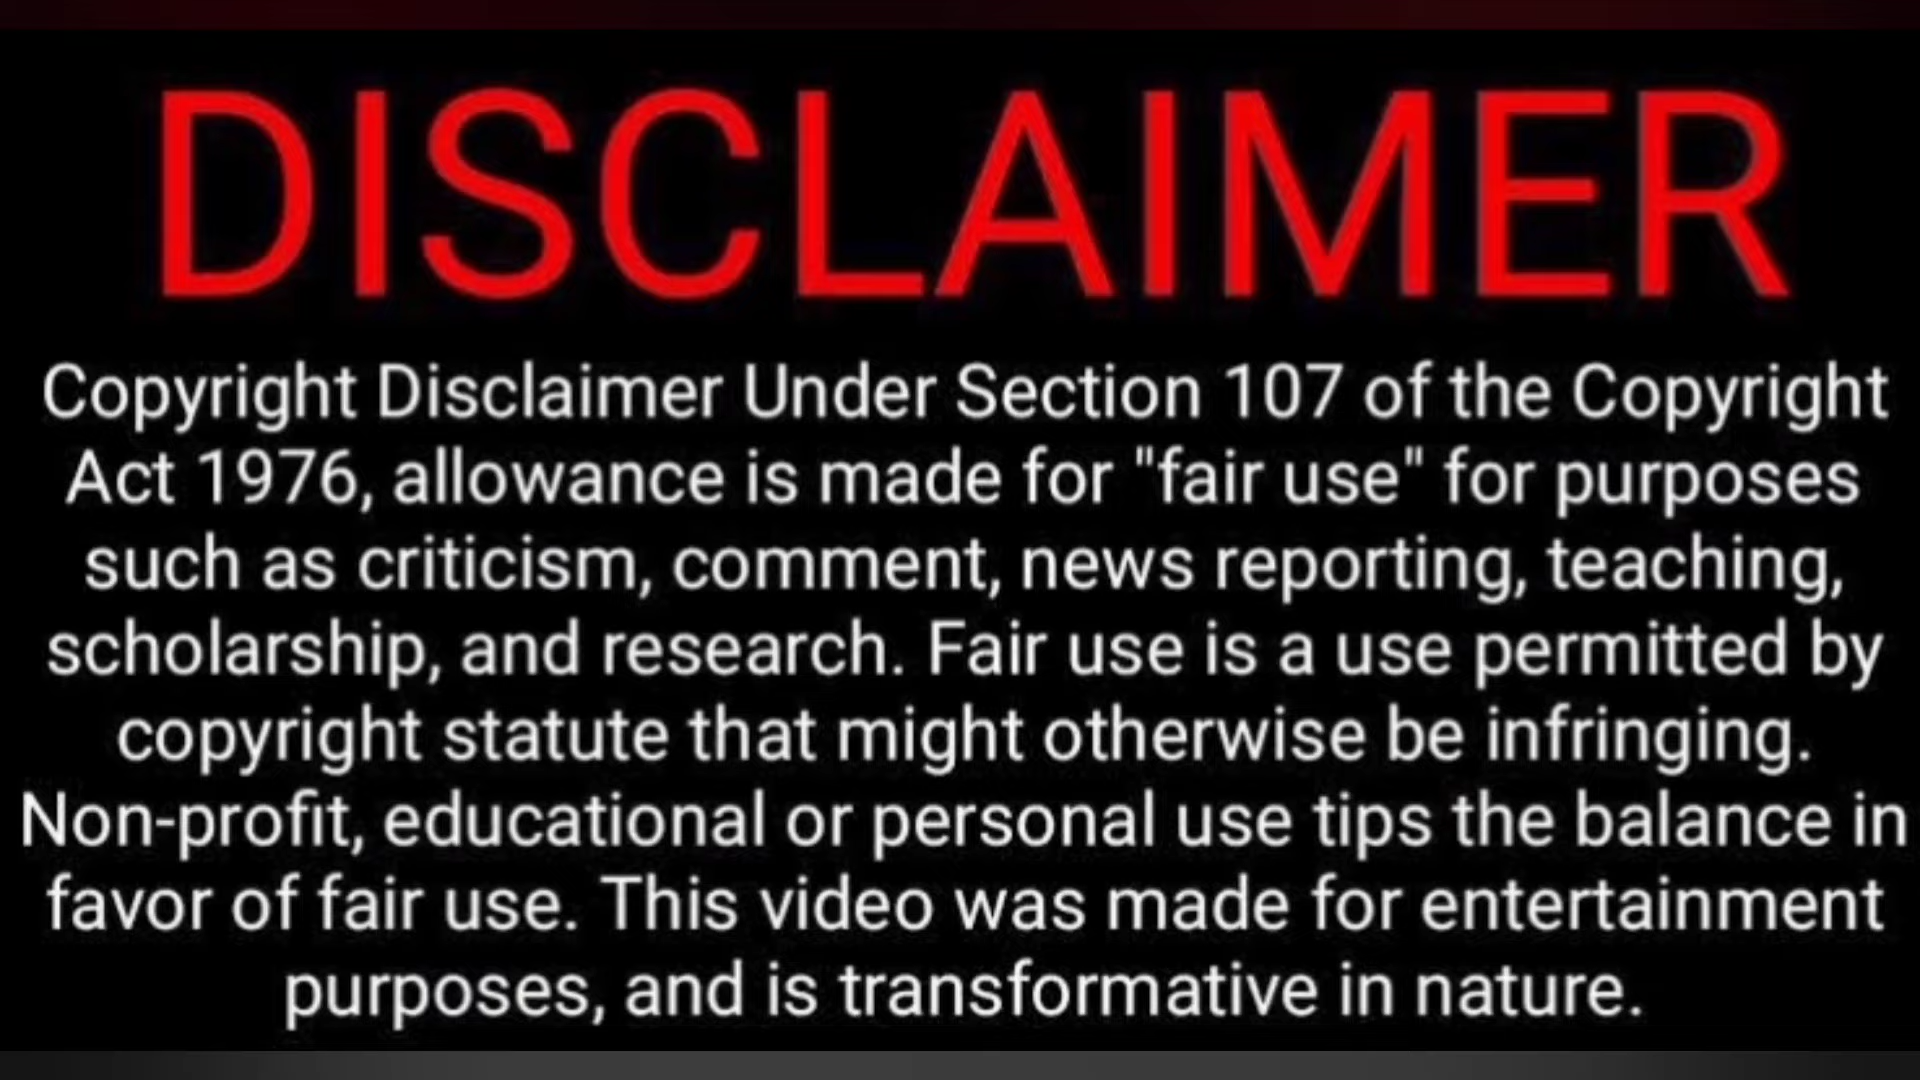 DISCLAIMER
Copyright Disclaimer Under Section 107 of the Copyright
Act 1976, allowance is made for "fair use" for purposes
such as criticism, comment, news reporting, teaching,
scholarship, and research. Fair use is a use permitted by
copyright statute that might otherwise be infringing.
Non-profit, educational or personal use tips the balance in
favor of fair use. This video was made for entertainment
purposes, and is transformative in nature.